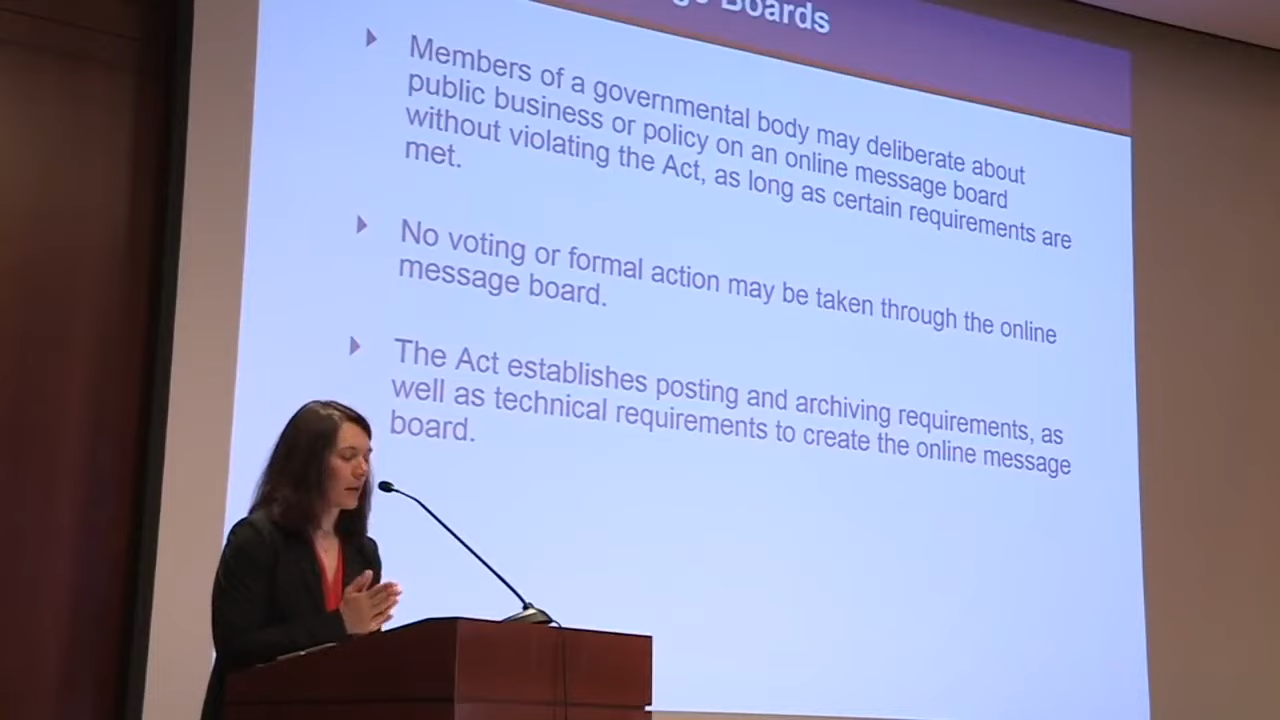 Boards
Members of a governmental body may deliberate about
public business or policy on an online message board
without violating the Act, as long as certain requirements are
met.
No voting or formal action may be taken through the online
message board.
The Act establishes posting and archiving requirements, as
well as technical requirements to create the online message
board.